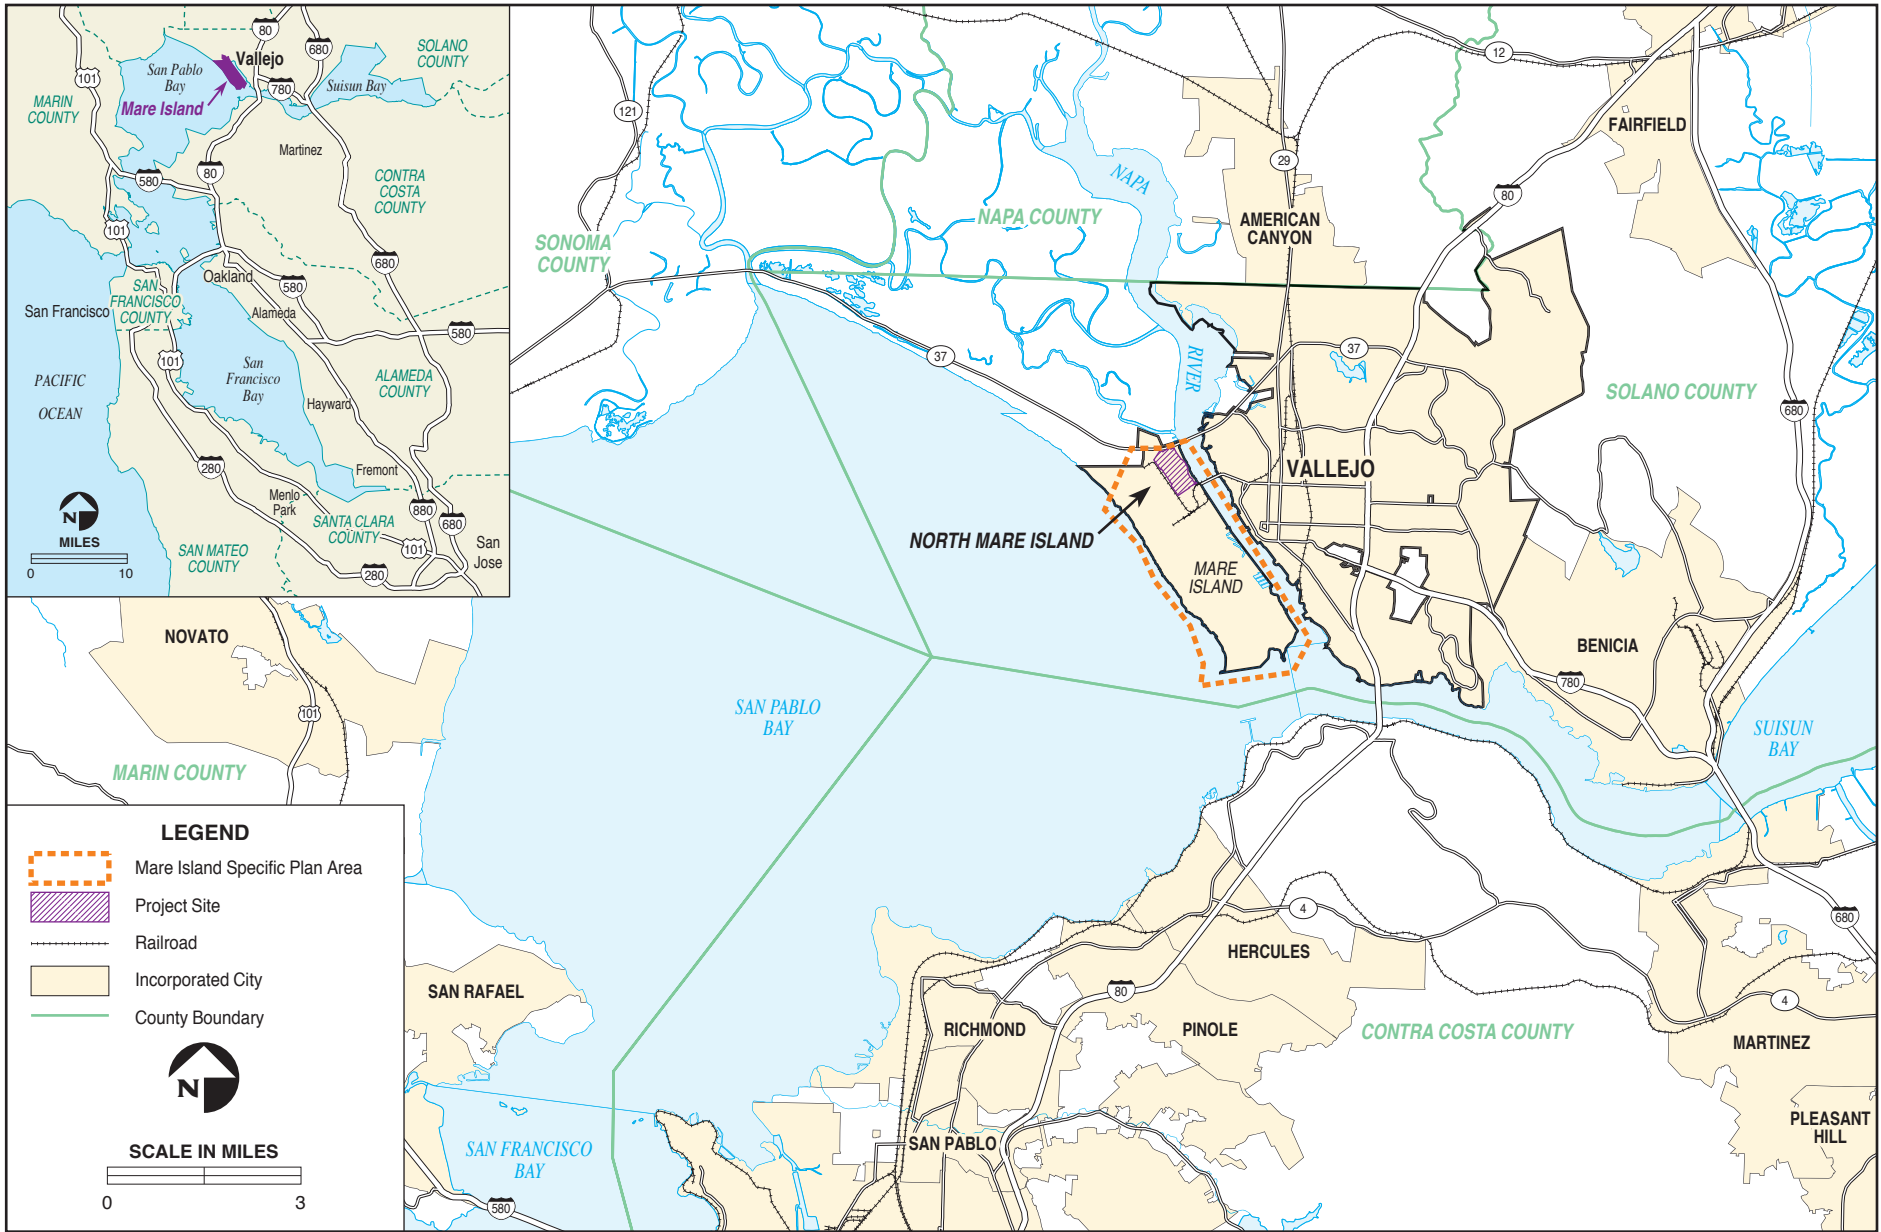 80
680
SOLANO
COUNTY
101
San Pablo
Bay
Vallejo
780
Suisun Bay
MARIN
COUNTY
Mare Island
Martinez
580
80
CONTRA
COSTA
COUNTY
101
680
Oakland
580
SAN
FRANCISCO
COUNTY
San Francisco
Alameda
580
101
San
Francisco
Bay
PACIFIC
OCEAN
ALAMEDA
COUNTY
Hayward
280
Fremont
Menlo
Park
880
680
SANTA CLARA
COUNTY
101
San
Jose
SAN MATEO
COUNTY
280
N
MILES
0
10
12
121
FAIRFIELD
29
NAPA
80
NAPA COUNTY
AMERICAN
CANYON
SONOMA
COUNTY
37
RIVER
37
SOLANO COUNTY
680
VALLEJO
NORTH MARE ISLAND
MARE
ISLAND
NOVATO
BENICIA
780
101
SAN PABLO
BAY
SUISUN
BAY
MARIN COUNTY
4
680
HERCULES
SAN RAFAEL
80
4
RICHMOND
PINOLE
CONTRA COSTA COUNTY
MARTINEZ
PLEASANT
HILL
SAN FRANCISCO
BAY
SAN PABLO
580
LEGEND
Mare Island Specific Plan Area
Project Site
Railroad
Incorporated City
County Boundary
N
SCALE IN MILES
0
3